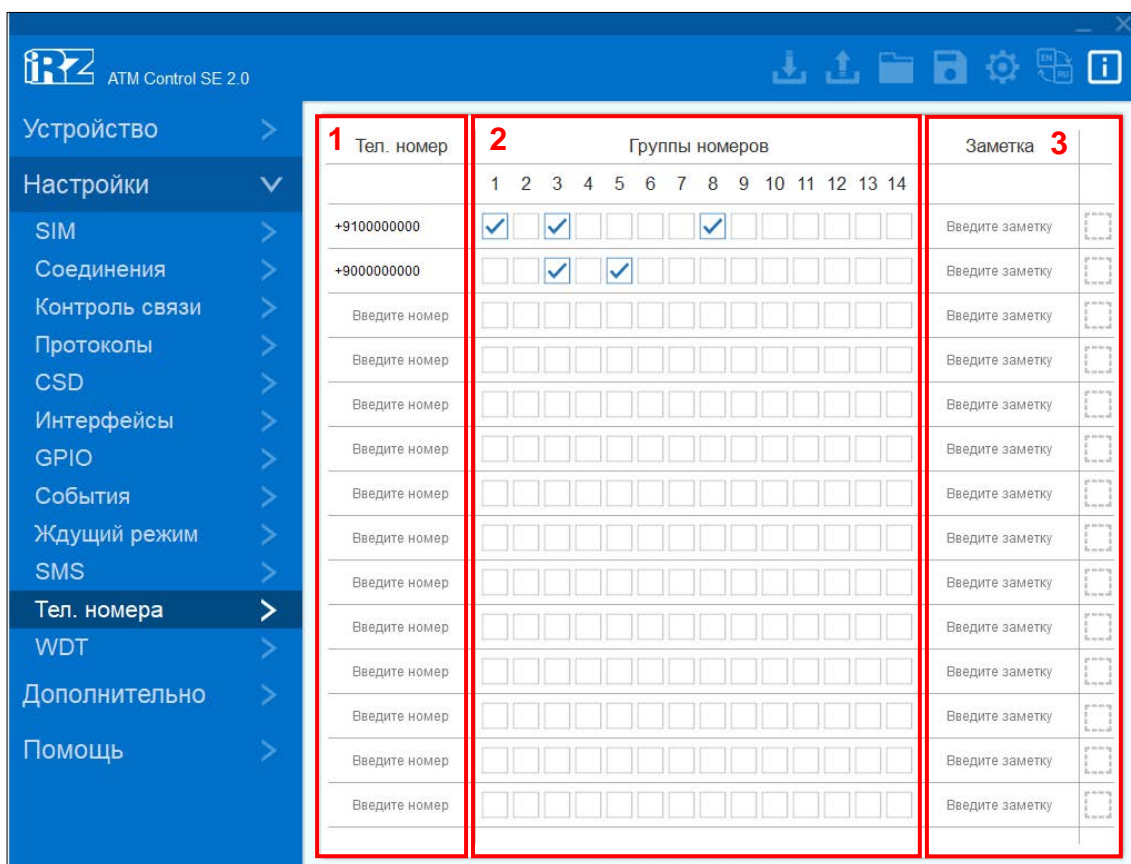 iRZ ATM Control SE 2.0
EN
RU
i
Устройство
Настройки
SIM
Соединения
Контроль связи
Протоколы
CSD
Интерфейсы
GPIO
События
Ждущий режим
SMS
Тел. номера
WDT
Дополнительно
Помощь
1 Тел. номер 2 Группы номеров Заметка 3
1 2 3 4 5 6 7 8 9 10 11 12 13 14
+9100000000 Введите заметку
+9000000000 Введите заметку
Введите номер Введите заметку
Введите номер Введите заметку
Введите номер Введите заметку
Введите номер Введите заметку
Введите номер Введите заметку
Введите номер Введите заметку
Введите номер Введите заметку
Введите номер Введите заметку
Введите номер Введите заметку
Введите номер Введите заметку
Введите номер Введите заметку
Введите номер Введите заметку